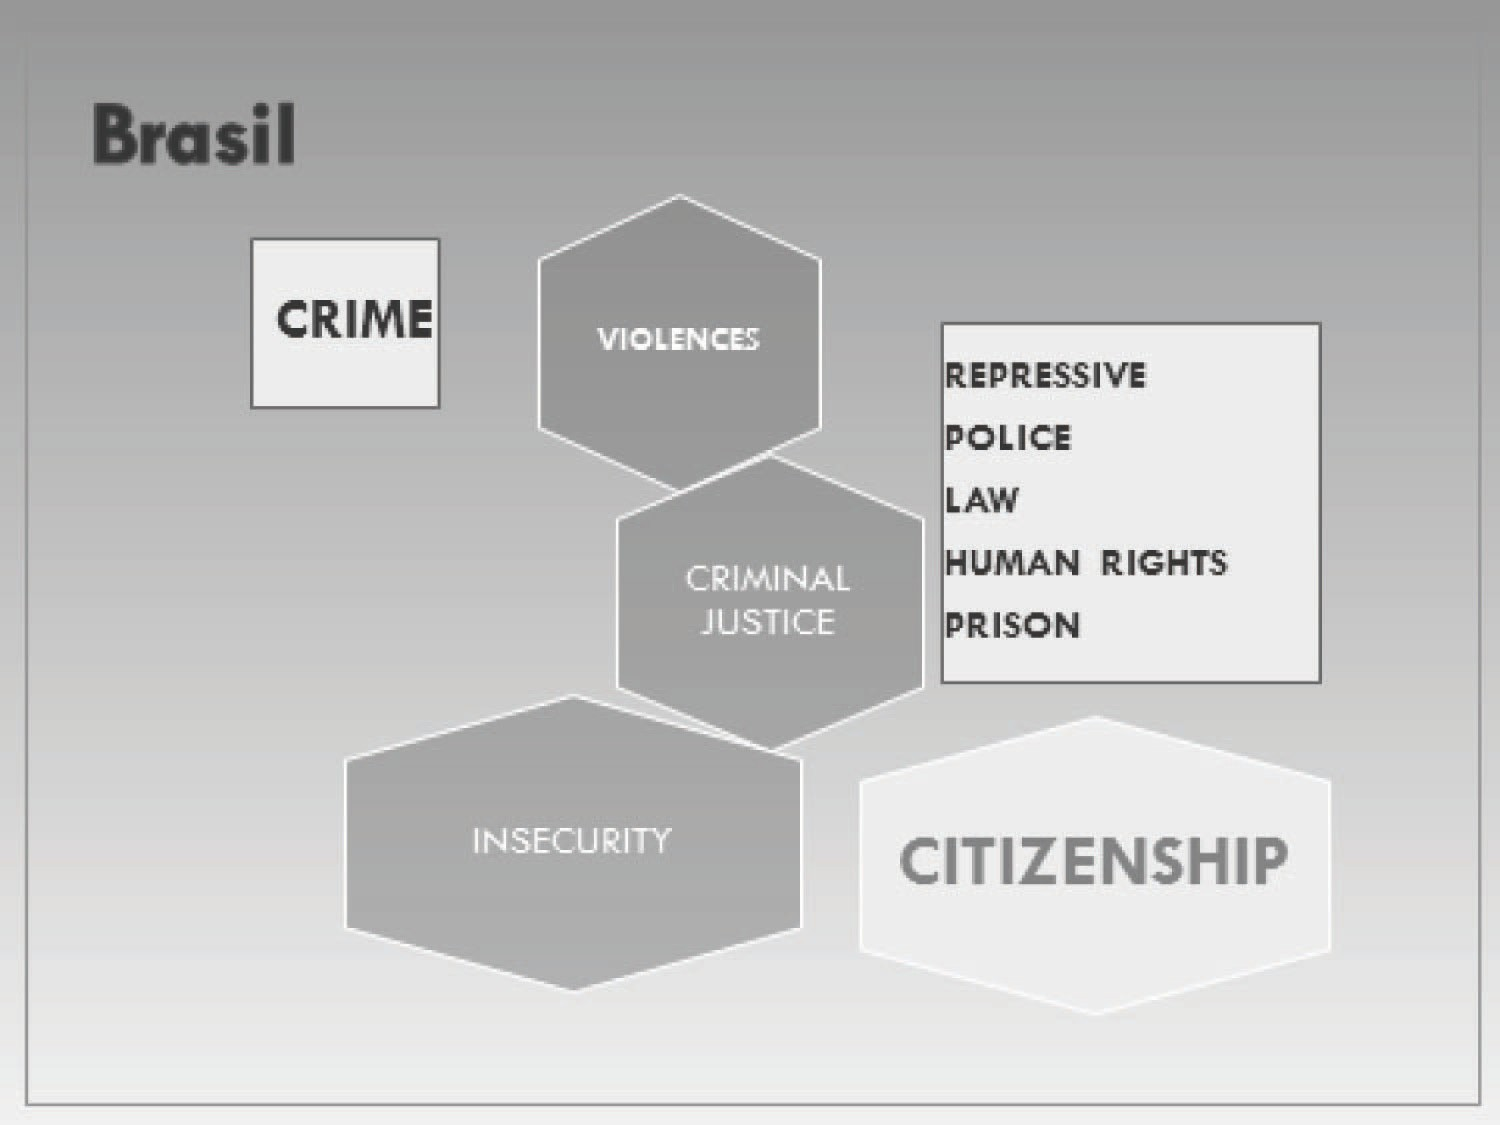 Brasil
CRIME
VIOLENCES
REPRESSIVE
POLICE
LAW
HUMAN RIGHTS
PRISON
CRIMINAL
JUSTICE
INSECURITY
CITIZENSHIP